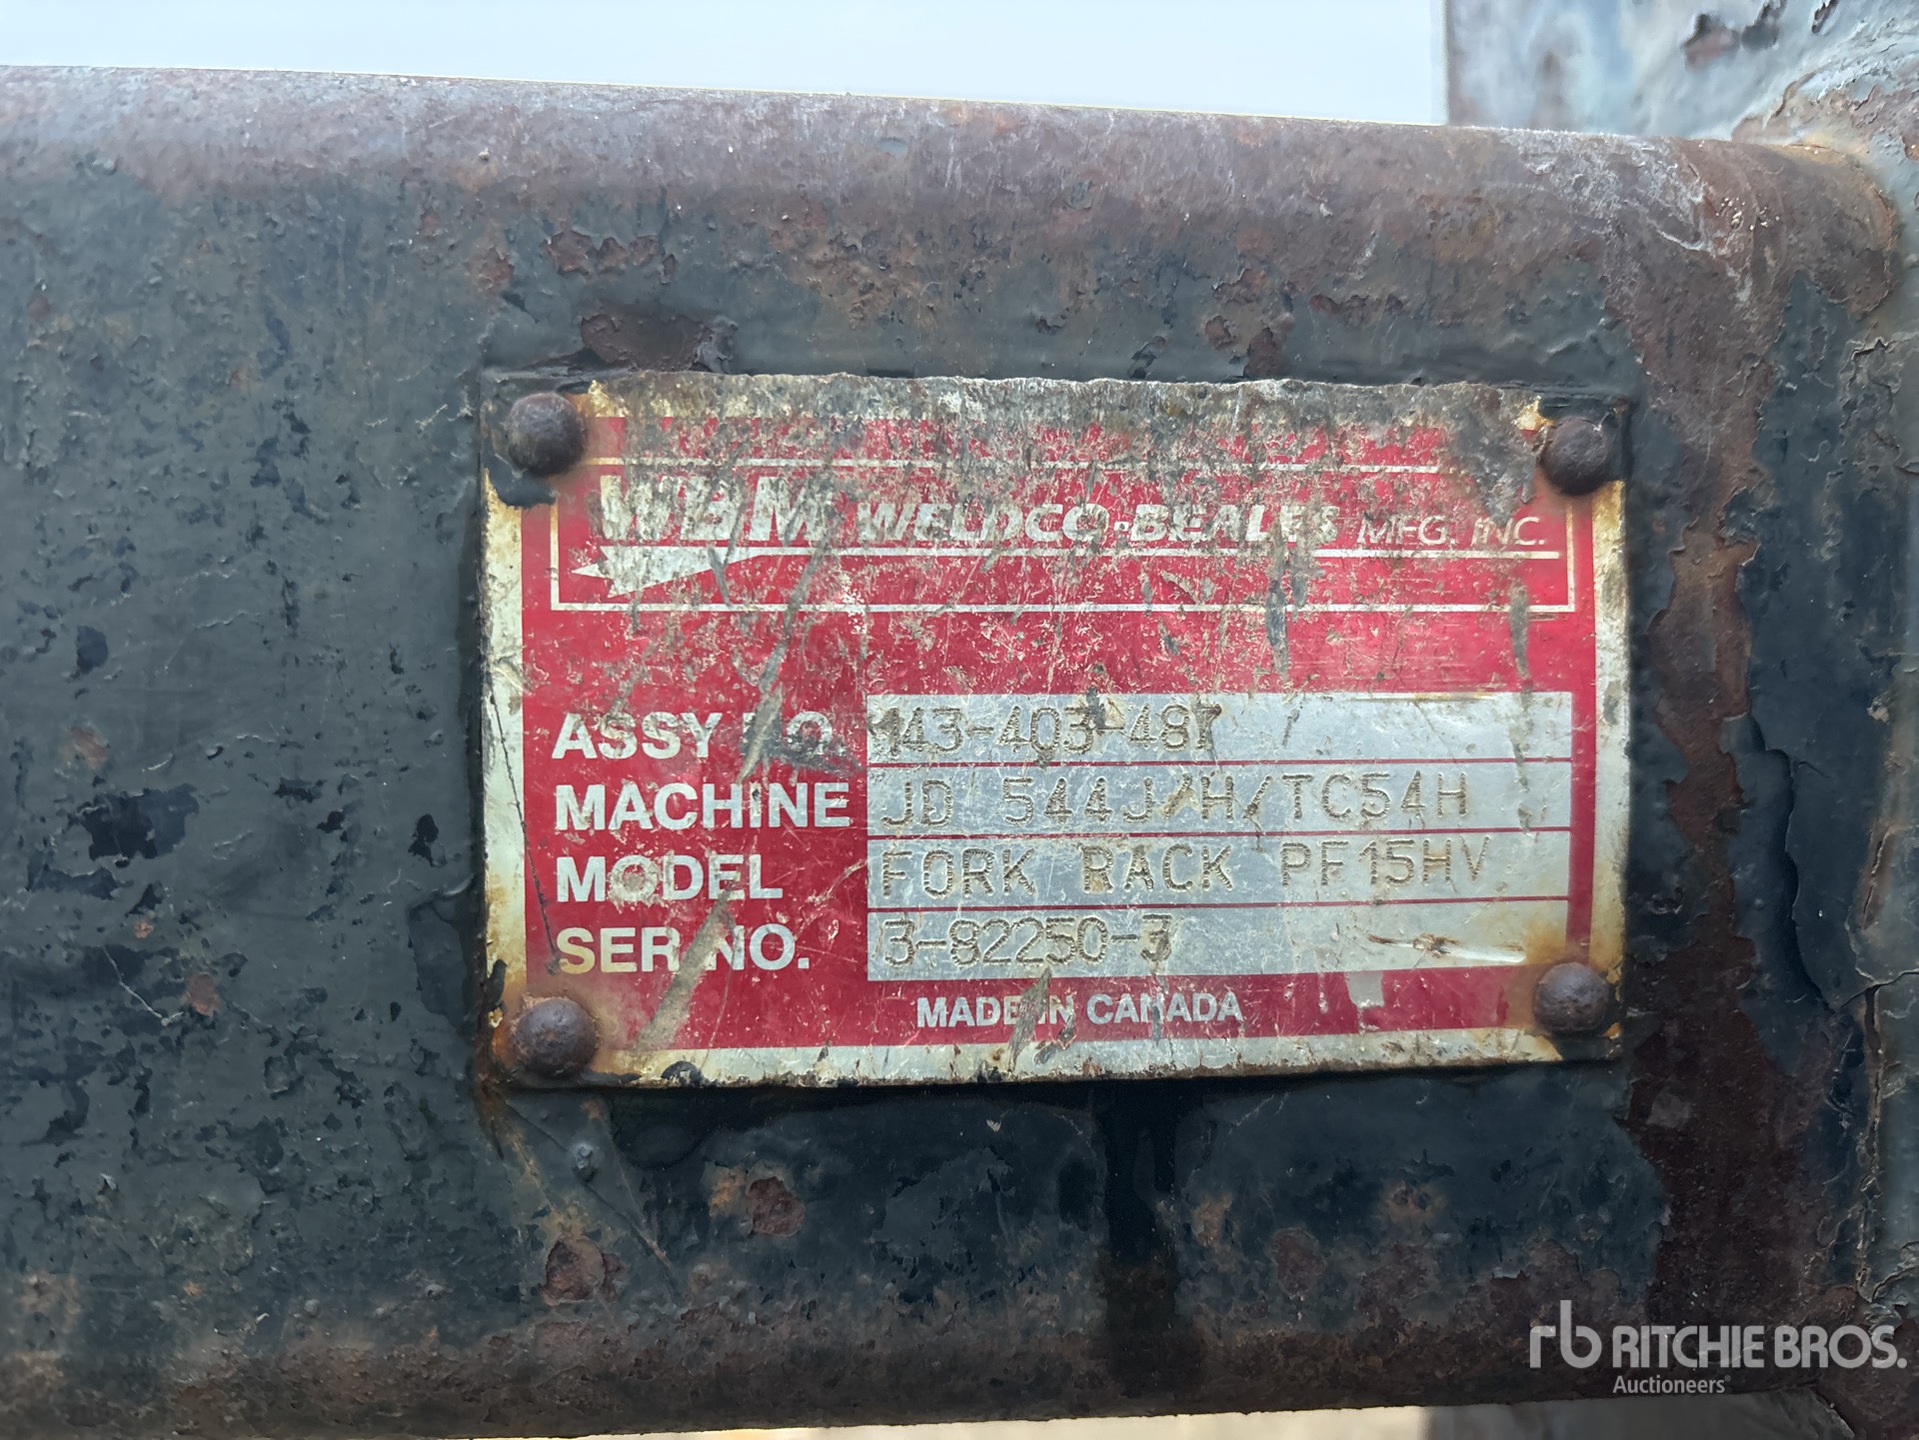 WBM WELDCO-BEALES MFG. INC.
ASSY NO. 143-403-487
MACHINE JD 544J/H/TC54H
MODEL FORK RACK PF15HV
SER NO. 3-82250-3
MADE IN CANADA
rb RITCHIE BROS.
Auctioneers